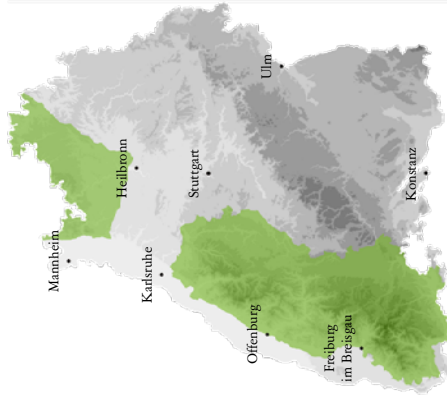 Mannheim
Heilbronn
Karlsruhe
Stuttgart
Ulm
Offenburg
Freiburg
im Breisgau
Konstanz